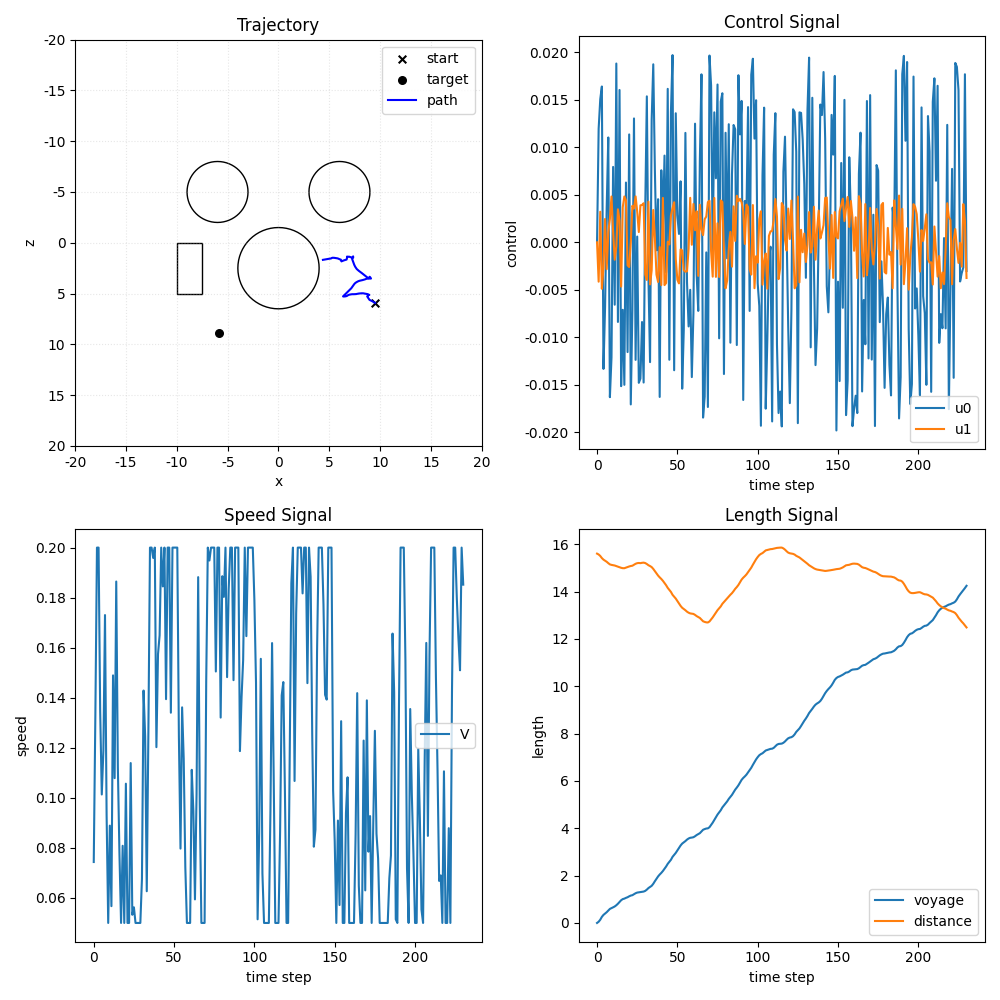 Trajectory
-20
-15
-10
-5
0
5
10
15
20
-20
-15
-10
-5
0
5
10
15
20
x
z
start
target
path
Control Signal
0.020
0.015
0.010
0.005
0.000
-0.005
-0.010
-0.015
-0.020
0
50
100
150
200
time step
control
u0
u1
Speed Signal
0.20
0.18
0.16
0.14
0.12
0.10
0.08
0.06
0
50
100
150
200
time step
speed
V
Length Signal
16
14
12
10
8
6
4
2
0
0
50
100
150
200
time step
length
voyage
distance